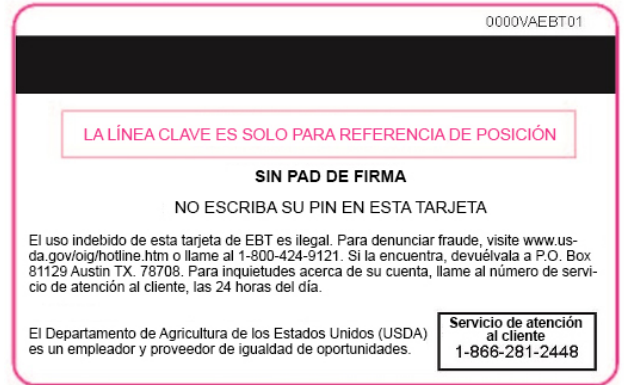 0000VAEBT01
LA LÍNEA CLAVE ES SOLO PARA REFERENCIA DE POSICIÓN
SIN PAD DE FIRMA
NO ESCRIBA SU PIN EN ESTA TARJETA
El uso indebido de esta tarjeta de EBT es ilegal. Para denunciar fraude, visite www.us-
da.gov/oig/hotline.htm o llame al 1-800-424-9121. Si la encuentra, devuélvala a P.O. Box
81129 Austin TX. 78708. Para inquietudes acerca de su cuenta, llame al número de servi-
cio de atención al cliente, las 24 horas del día.
El Departamento de Agricultura de los Estados Unidos (USDA)
es un empleador y proveedor de igualdad de oportunidades.
Servicio de atención
al cliente
1-866-281-2448